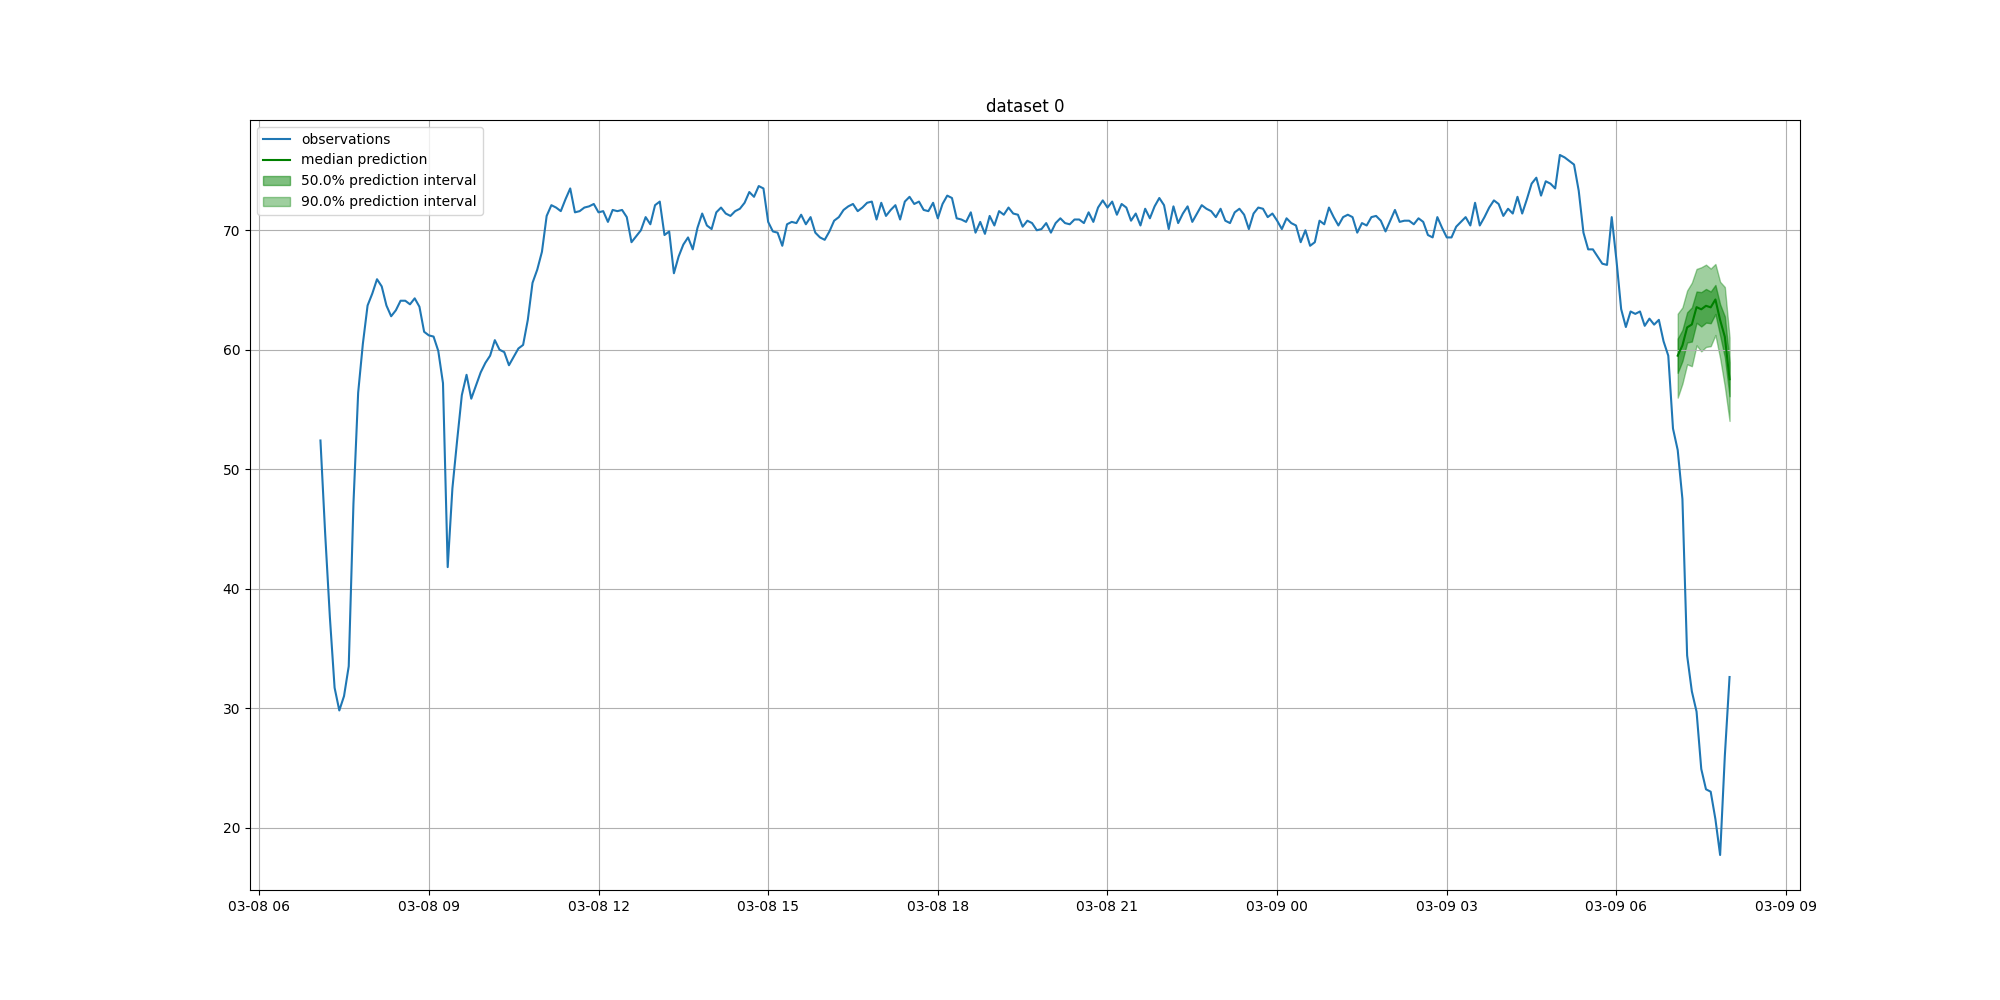 dataset 0
observations
median prediction
50.0% prediction interval
90.0% prediction interval
70
60
50
40
30
20
03-08 06 03-08 09 03-08 12 03-08 15 03-08 18 03-08 21 03-09 00 03-09 03 03-09 06 03-09 09